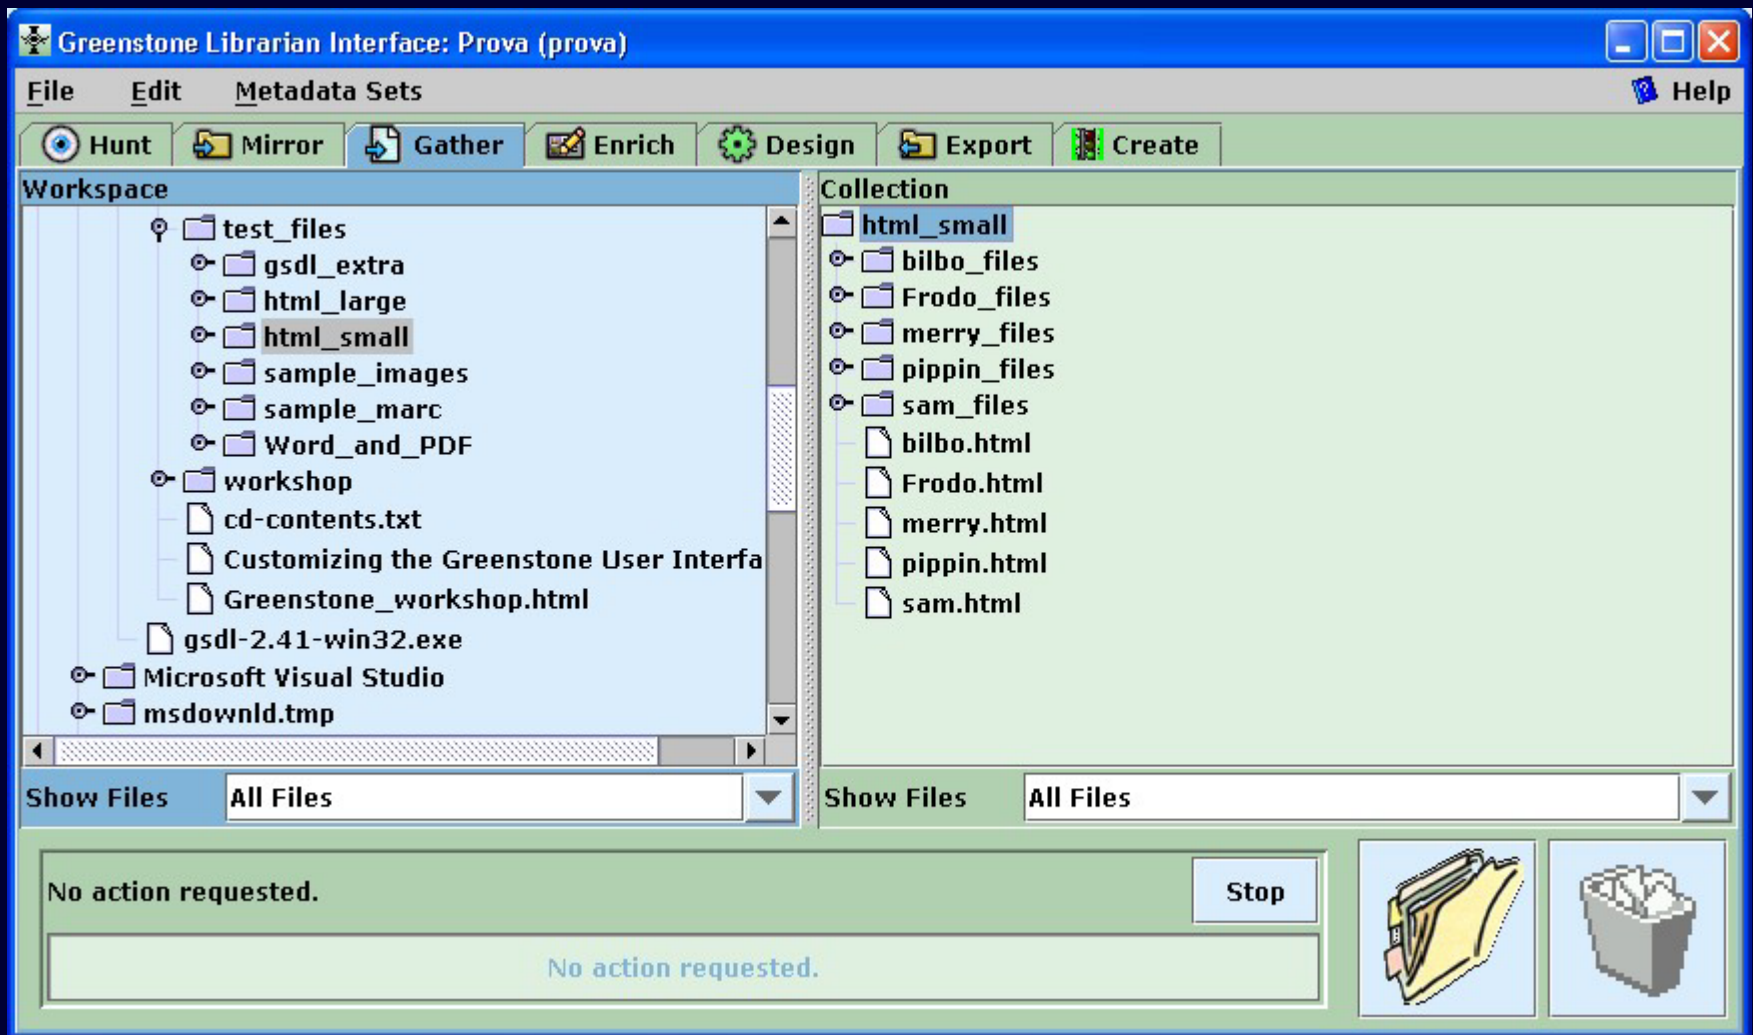 Greenstone Librarian Interface: Prova (prova)
File Edit Metadata Sets Help
Hunt Mirror Gather Enrich Design Export Create
Workspace
test_files
gsdl_extra
html_large
html_small
sample_images
sample_marc
Word_and_PDF
workshop
cd-contents.txt
Customizing the Greenstone User Interfa
Greenstone_workshop.html
gsdl-2.41-win32.exe
Microsoft Visual Studio
msdownld.tmp
Show Files All Files
Collection
html_small
bilbo_files
Frodo_files
merry_files
pippin_files
sam_files
bilbo.html
Frodo.html
merry.html
pippin.html
sam.html
Show Files All Files
No action requested.
Stop
No action requested.